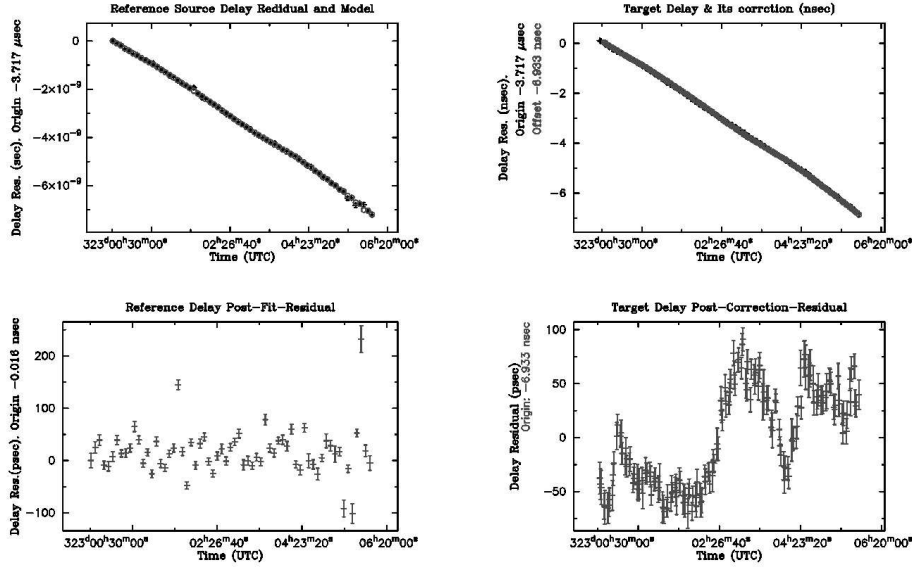 Reference Source Delay Redidual and Model
Delay Res. (sec). Origin −3.717 μsec
0
−2×10⁻⁹
−4×10⁻⁹
−6×10⁻⁹
323ᵈ00ʰ30ᵐ00ˢ
02ʰ26ᵐ40ˢ
04ʰ23ᵐ20ˢ
06ʰ20ᵐ00ˢ
Time (UTC)
Target Delay & Its corrction (nsec)
Delay Res. (nsec).
Origin −3.717 μsec
Offset −6.933 nsec
0
−2
−4
−6
323ᵈ00ʰ30ᵐ00ˢ
02ʰ26ᵐ40ˢ
04ʰ23ᵐ20ˢ
06ʰ20ᵐ00ˢ
Time (UTC)
Reference Delay Post−Fit−Residual
Delay Res.(psec). Origin −0.016 nsec
200
100
0
−100
323ᵈ00ʰ30ᵐ00ˢ
02ʰ26ᵐ40ˢ
04ʰ23ᵐ20ˢ
06ʰ20ᵐ00ˢ
Time (UTC)
Target Delay Post−Correction−Residual
Delay Residual (psec)
Origin: −6.933 nsec
100
50
0
−50
323ᵈ00ʰ30ᵐ00ˢ
02ʰ26ᵐ40ˢ
04ʰ23ᵐ20ˢ
06ʰ20ᵐ00ˢ
Time (UTC)